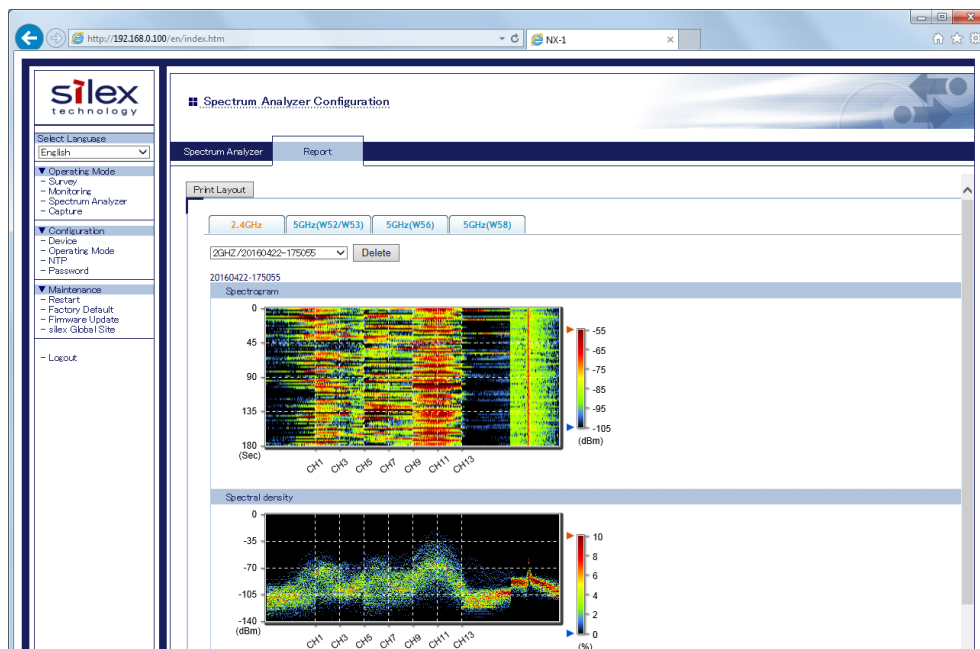 http://192.168.0.100/en/index.htm
NX-1
silex
technology
Select Language
English
▼ Operating Mode
- Survey
- Monitoring
- Spectrum Analyzer
- Capture
▼ Configuration
- Device
- Operating Mode
- NTP
- Password
▼ Maintenance
- Restart
- Factory Default
- Firmware Update
- silex Global Site
- Logout
Spectrum Analyzer Configuration
Spectrum Analyzer Report
Print Layout
2.4GHz 5GHz(W52/W53) 5GHz(W56) 5GHz(W58)
2GHZ/20160422-175055 Delete
20160422-175055
Spectrogram
0
45
90
135
180
(Sec)
CH1 CH3 CH5 CH7 CH9 CH11 CH13
-55
-65
-75
-85
-95
-105
(dBm)
Spectral density
0
-35
-70
-105
-140
(dBm)
CH1 CH3 CH5 CH7 CH9 CH11 CH13
10
8
6
4
2
0
(%)